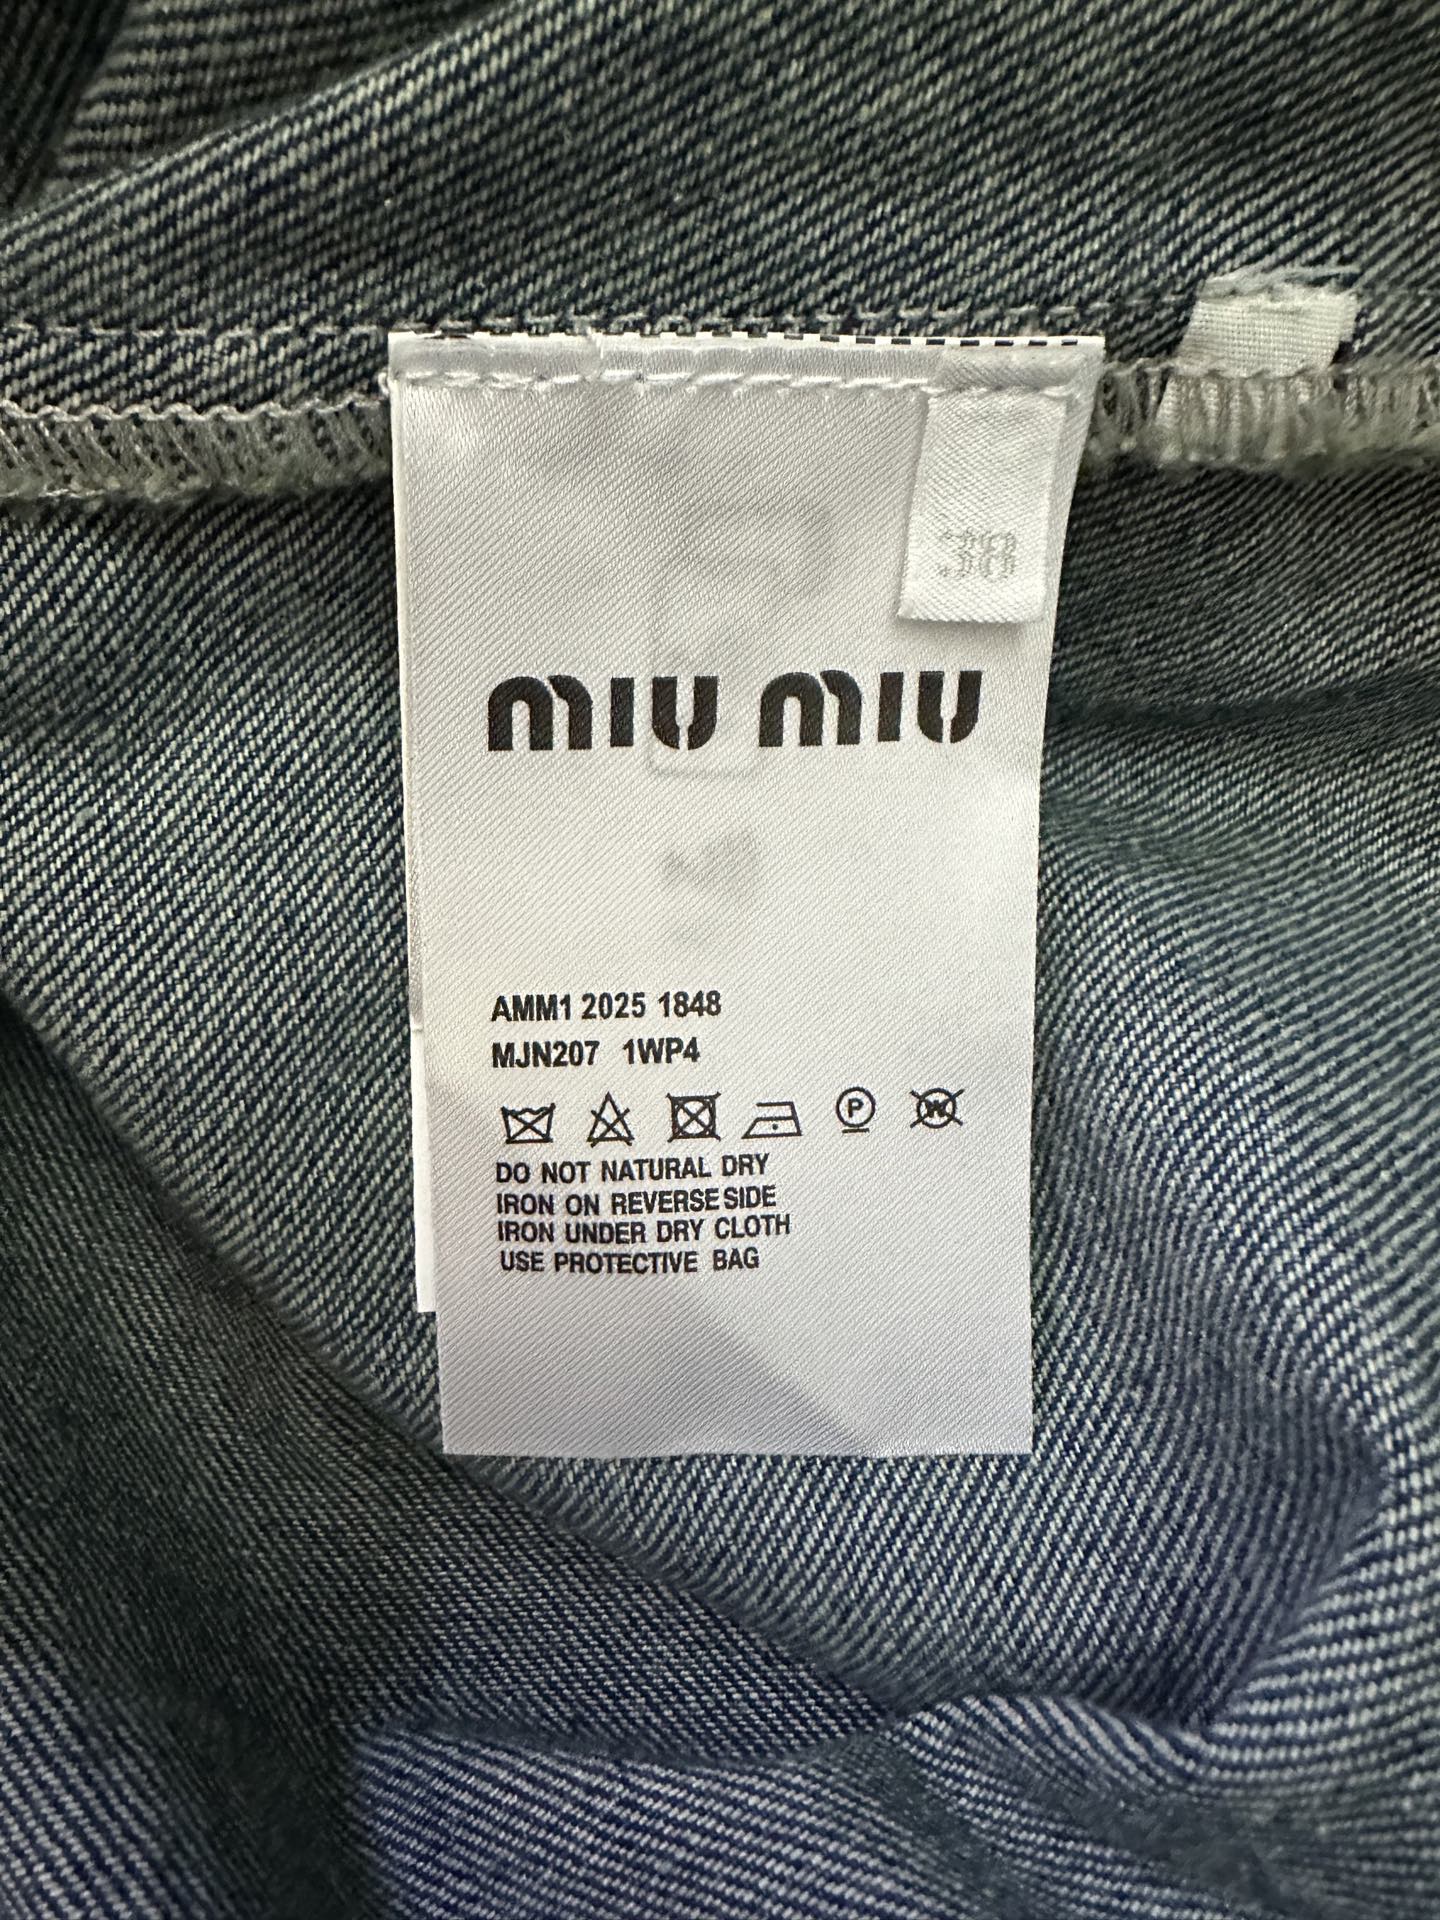 miu miu
AMM1 2025 1848
MJN207 1WP4
P W
DO NOT NATURAL DRY
IRON ON REVERSE SIDE
IRON UNDER DRY CLOTH
USE PROTECTIVE BAG